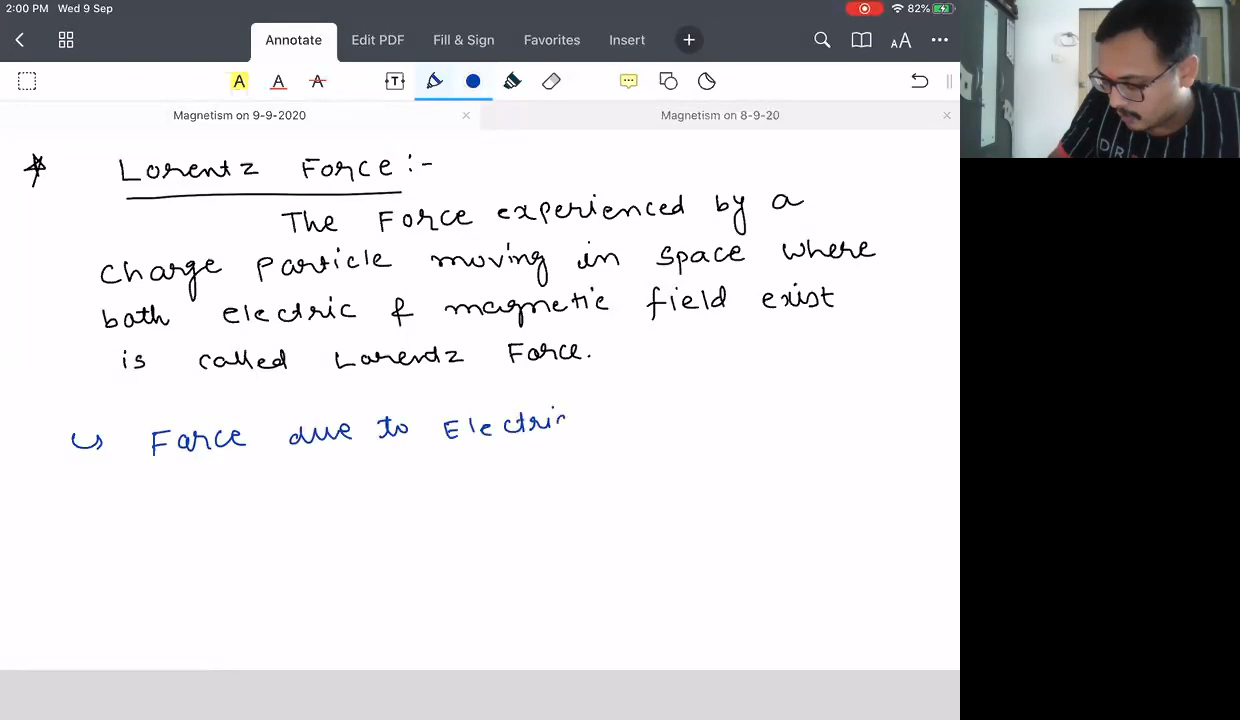 2:00 PM Wed 9 Sep
82%
Annotate Edit PDF Fill & Sign Favorites Insert
A A A T
Magnetism on 9-9-2020
Magnetism on 8-9-20
Lorentz Force :-
The Force experienced by a
charge particle moving in space where
both electric & magnetic field exist
is called Lorentz Force.
Force due to Electric
DR